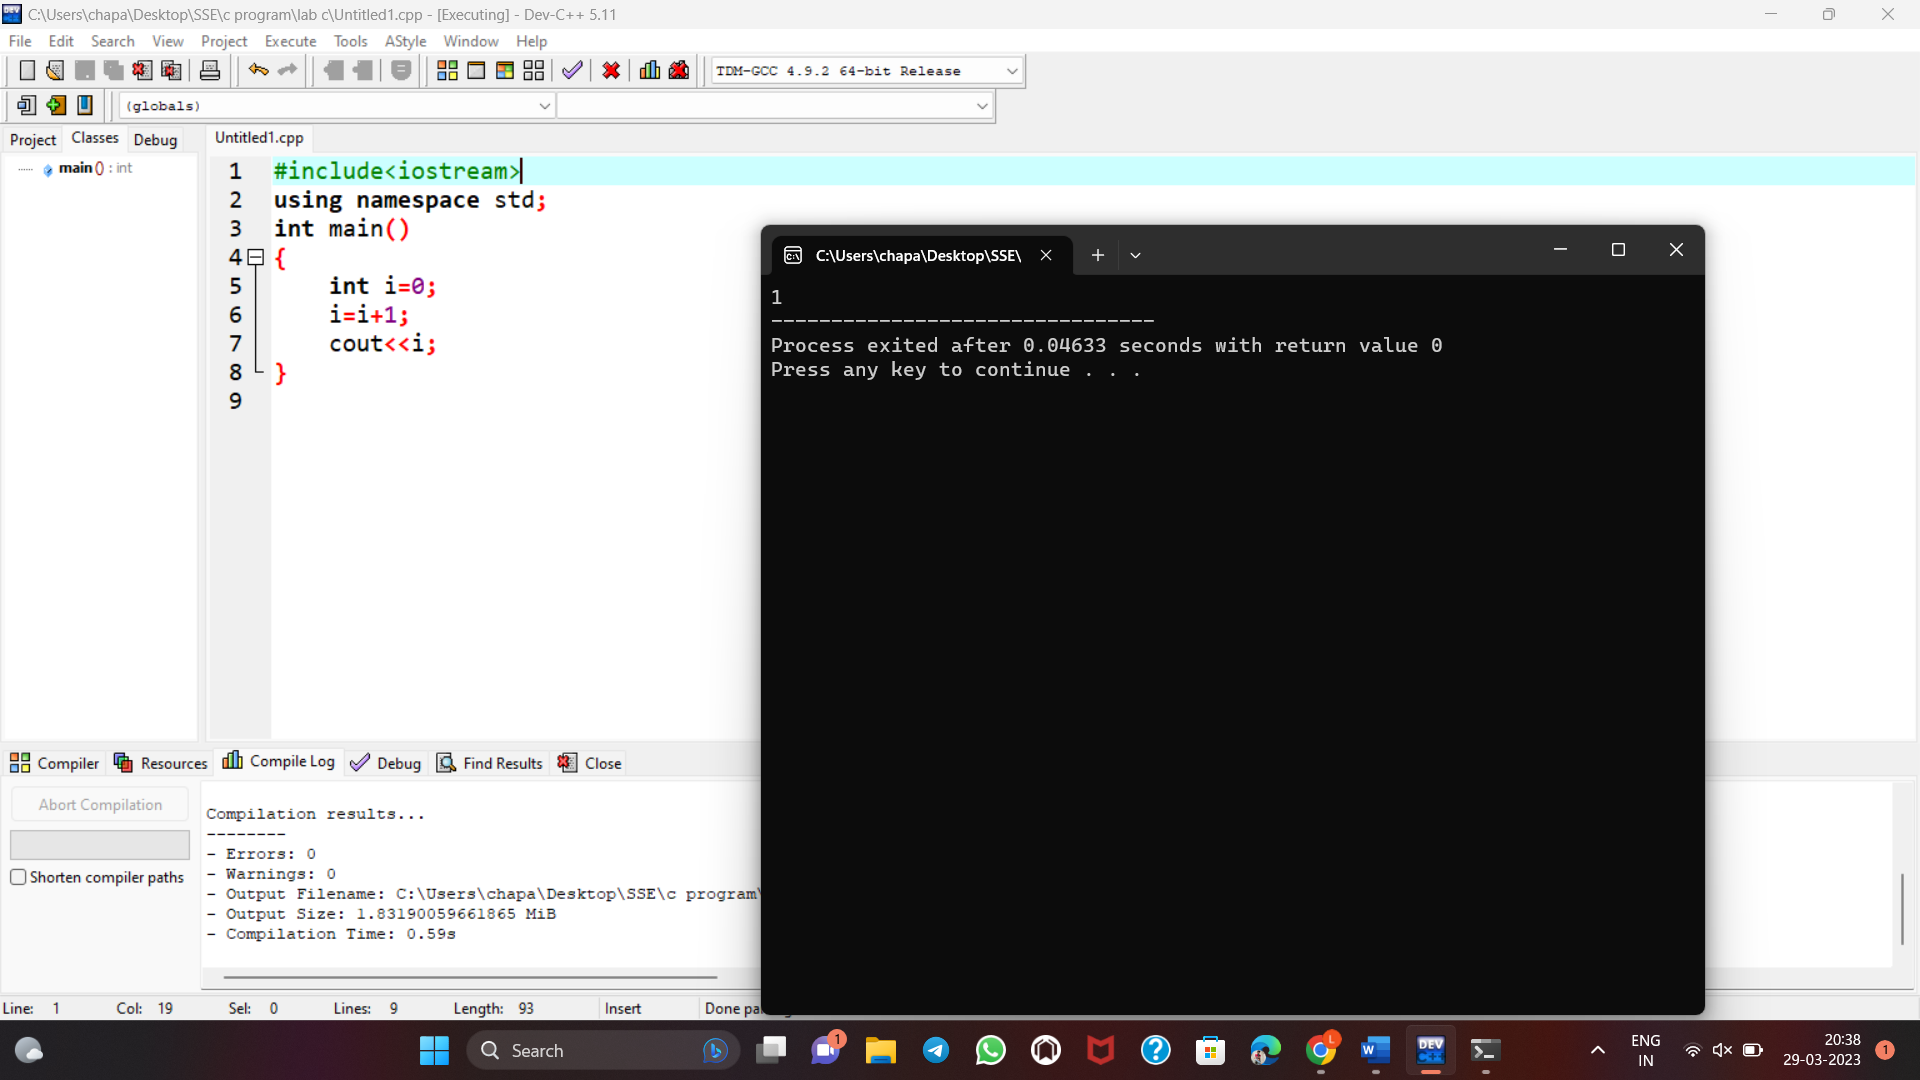 C:\Users\chapa\Desktop\SSE\c program\lab c\Untitled1.cpp - [Executing] - Dev-C++ 5.11
File Edit Search View Project Execute Tools AStyle Window Help
TDM-GCC 4.9.2 64-bit Release
(globals)
Project Classes Debug Untitled1.cpp
main () : int
1 #include<iostream>
2 using namespace std;
3 int main()
4 {
5 int i=0;
6 i=i+1;
7 cout<<i;
8 }
9
C:\Users\chapa\Desktop\SSE\
1
--------------------------------
Process exited after 0.04633 seconds with return value 0
Press any key to continue . . .
Compiler Resources Compile Log Debug Find Results Close
Abort Compilation
Shorten compiler paths
Compilation results...
--------
- Errors: 0
- Warnings: 0
- Output Filename: C:\Users\chapa\Desktop\SSE\c program\
- Output Size: 1.83190059661865 MiB
- Compilation Time: 0.59s
Line: 1 Col: 19 Sel: 0 Lines: 9 Length: 93 Insert Done
Search
1
L
W
DEV
C++
ENG
IN
20:38
29-03-2023
1